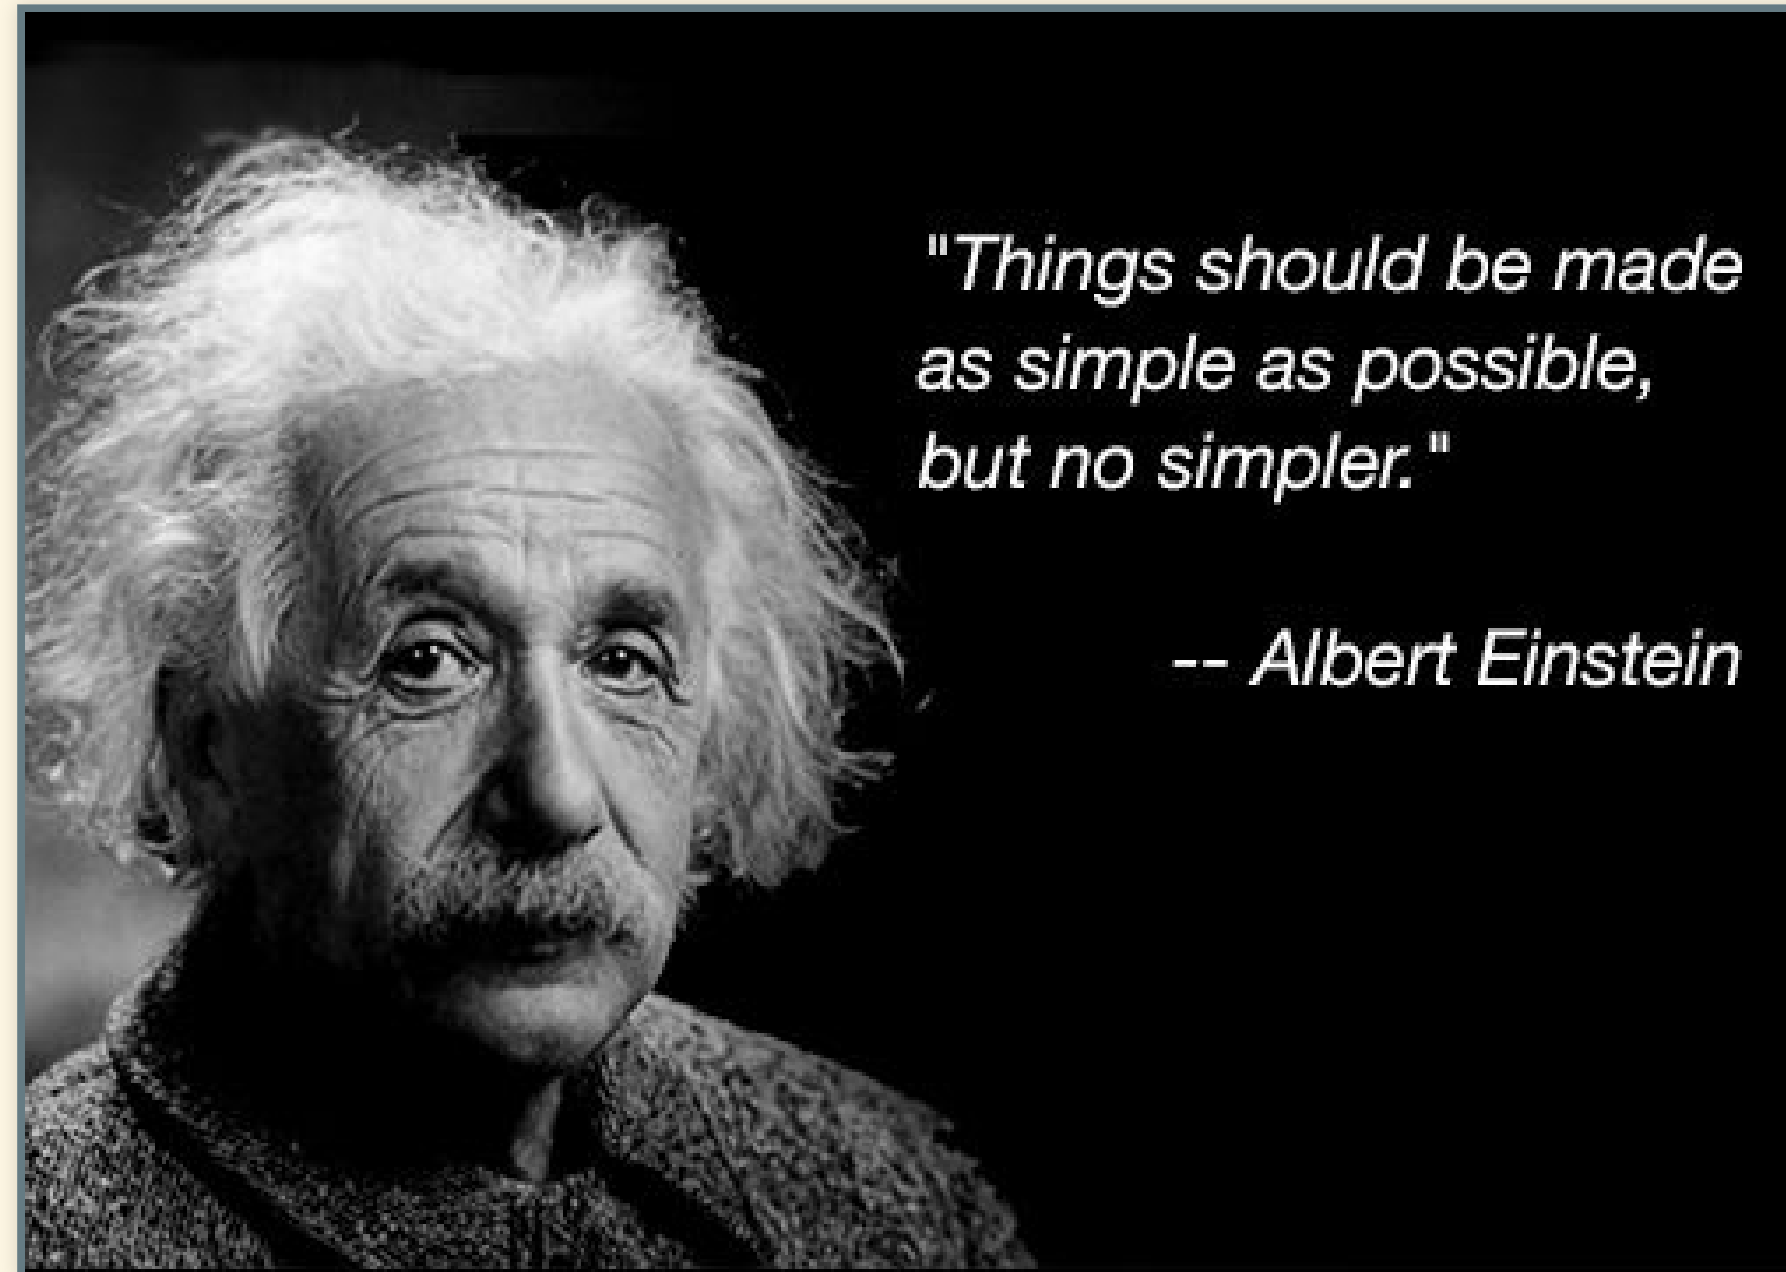 "Things should be made
as simple as possible,
but no simpler."
-- Albert Einstein